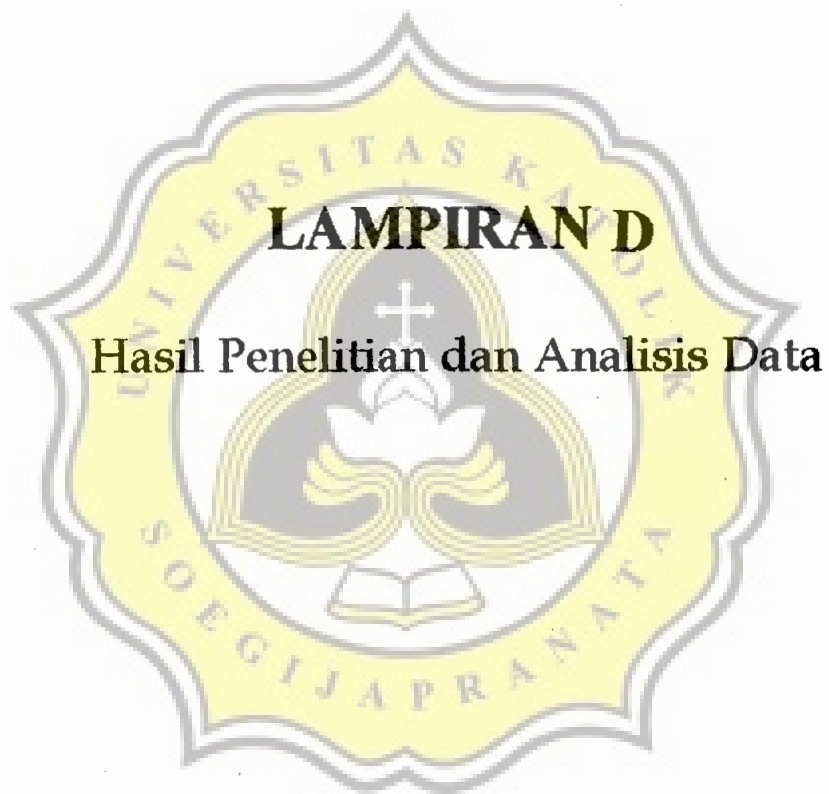 UNIVERSITAS KATOLIK
LAMPIRAN D
Hasil Penelitian dan Analisis Data
SOEGIJAPRANATA